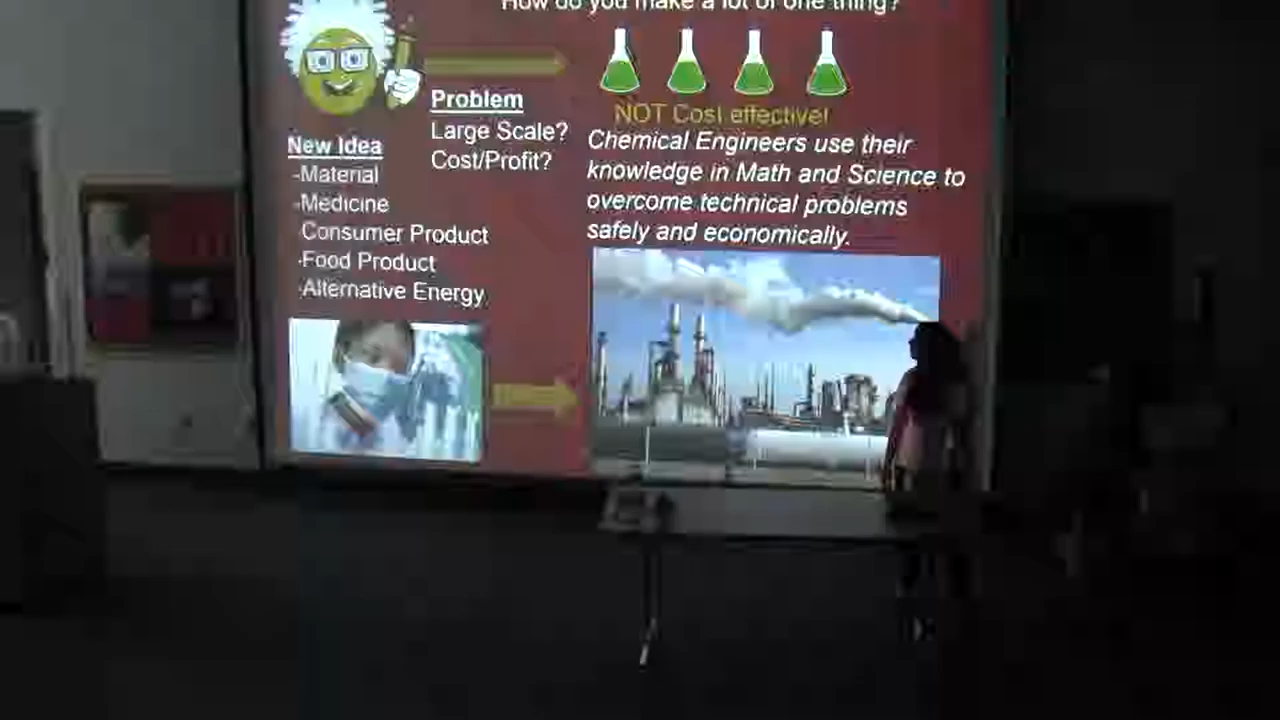 How do you make a lot of one thing?
Problem
Large Scale?
Cost/Profit?
NOT Cost effective!
New Idea
-Material
-Medicine
-Consumer Product
-Food Product
-Alternative Energy
Chemical Engineers use their
knowledge in Math and Science to
overcome technical problems
safely and economically.